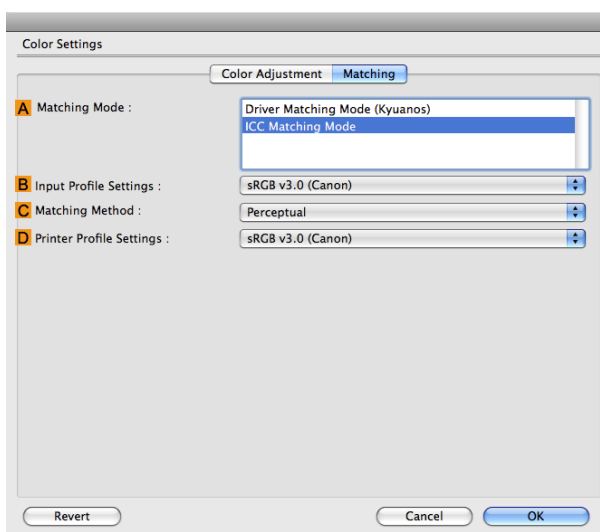 Color Settings
Color Adjustment Matching
A Matching Mode :
Driver Matching Mode (Kyuanos)
ICC Matching Mode
B Input Profile Settings : sRGB v3.0 (Canon)
C Matching Method : Perceptual
D Printer Profile Settings : sRGB v3.0 (Canon)
Revert Cancel OK